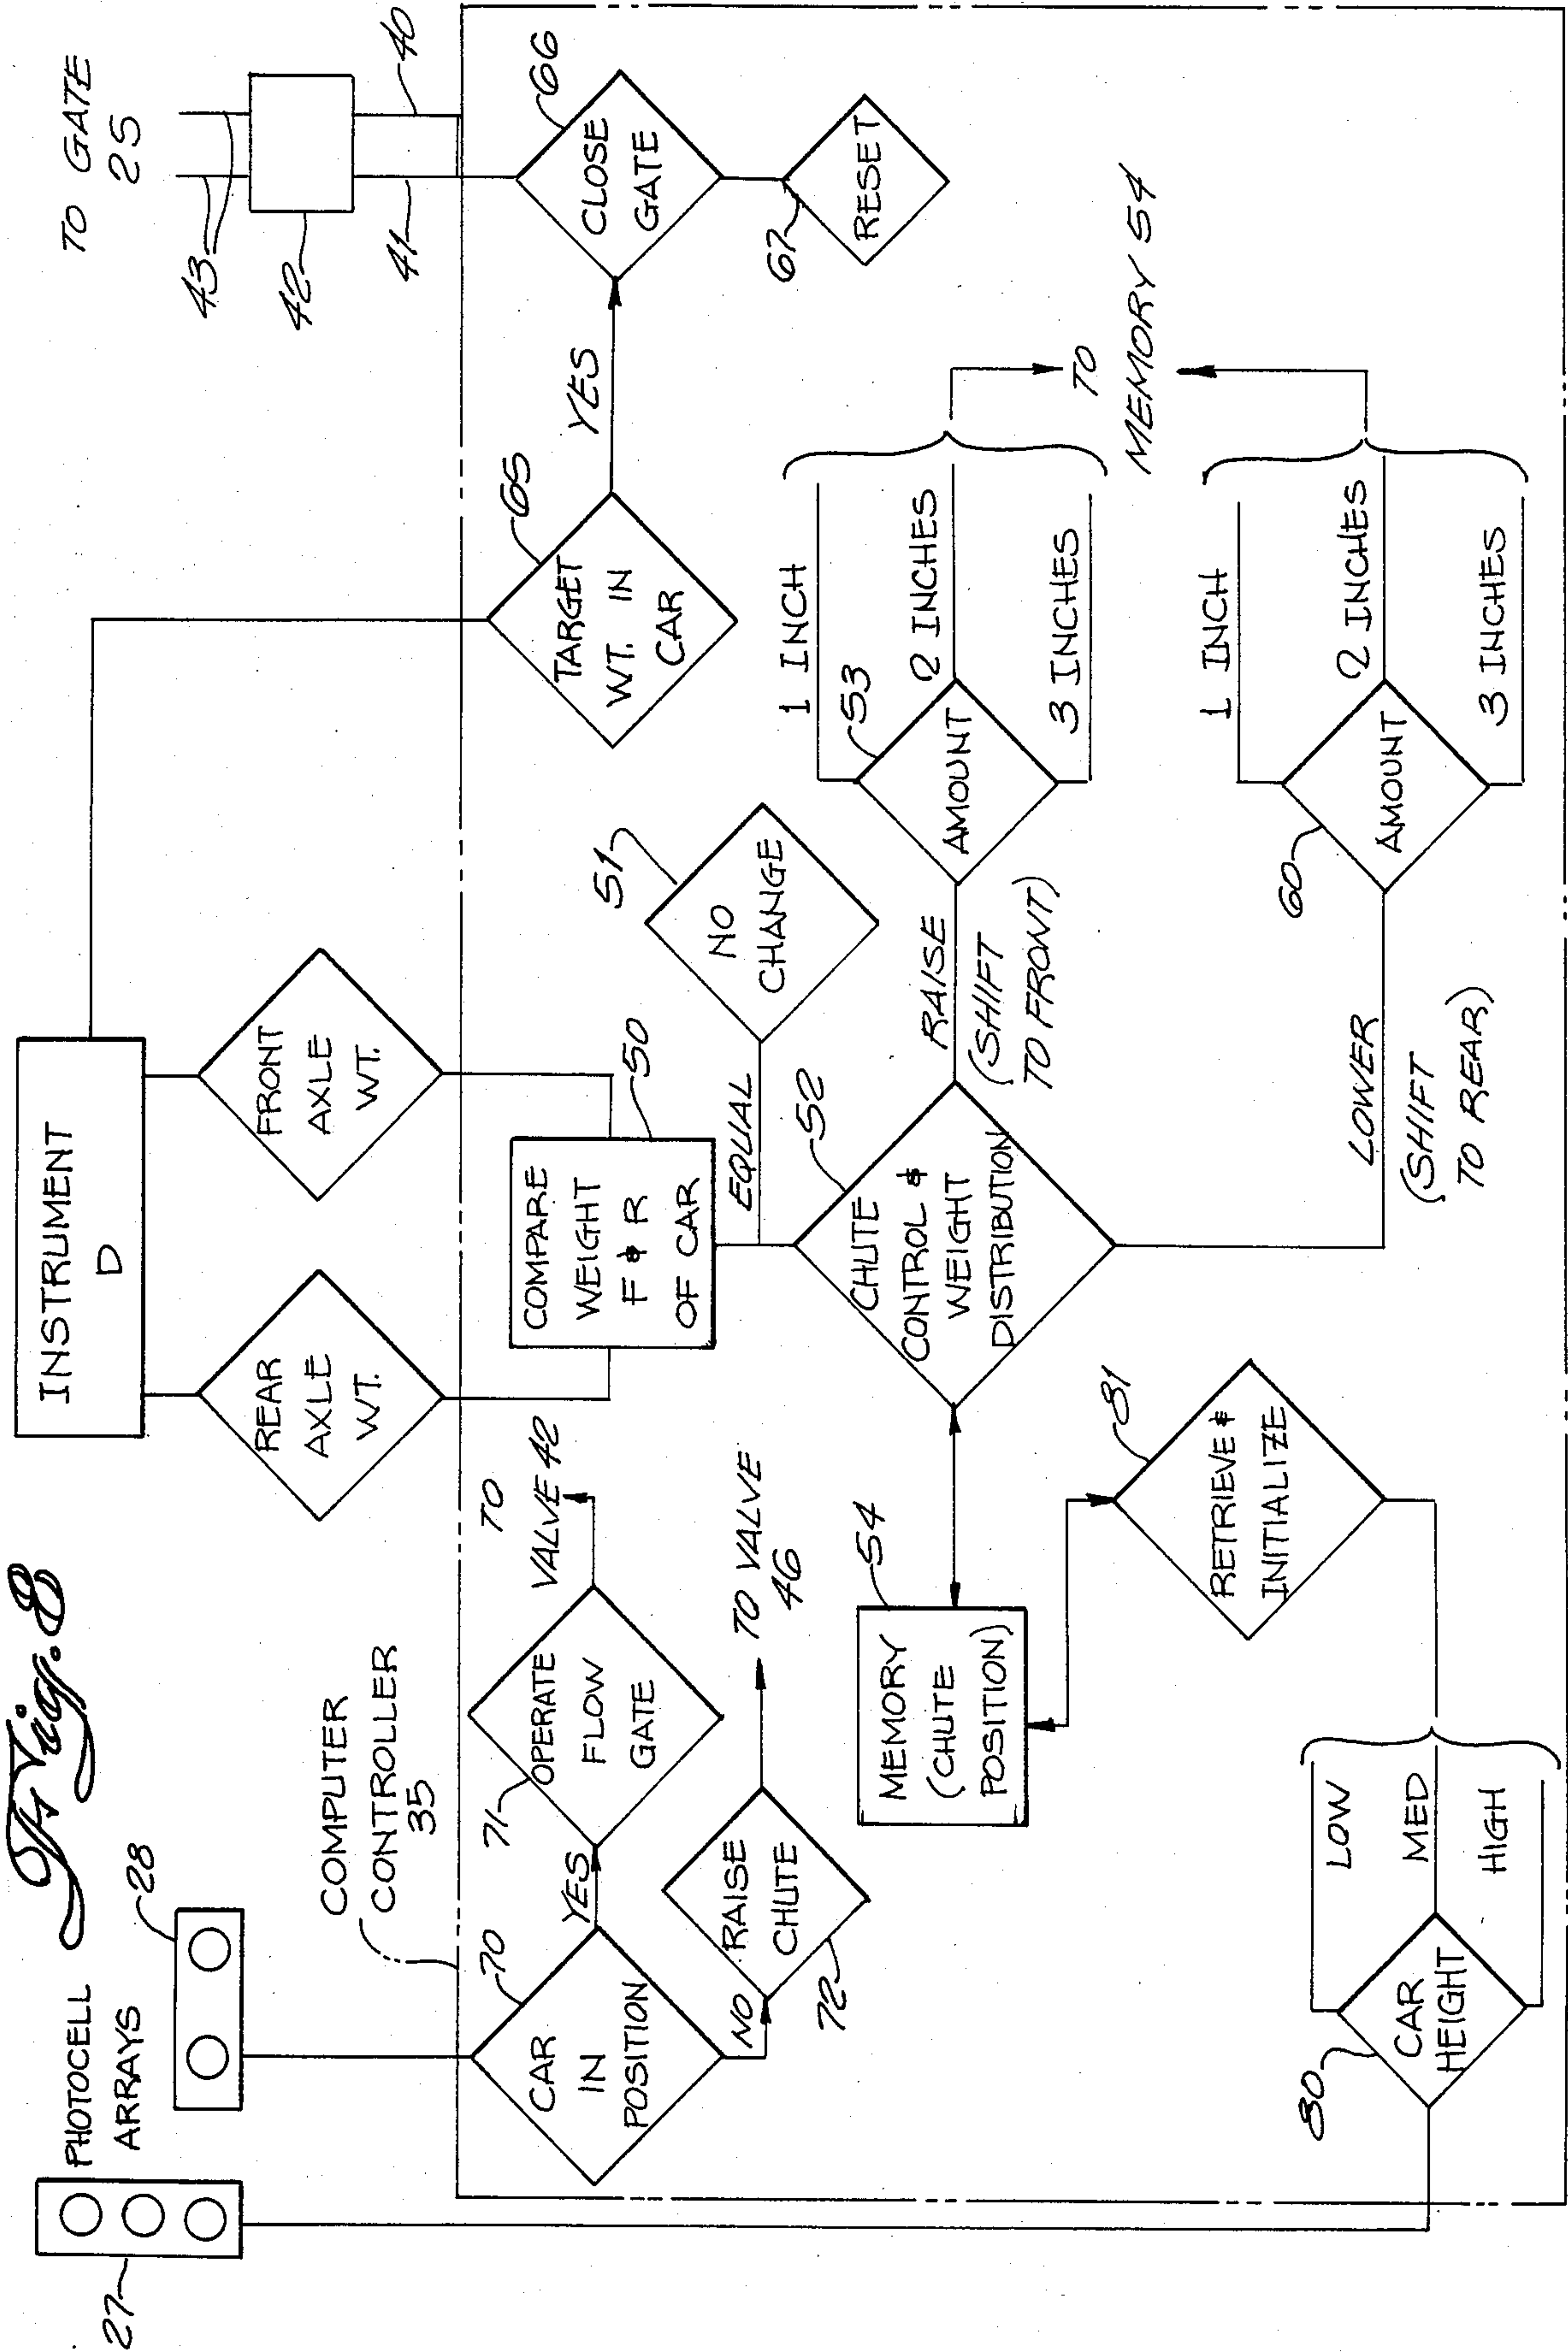 Fig. 8
PHOTOCELL
ARRAYS
27
28
COMPUTER
CONTROLLER
35
INSTRUMENT
D
REAR
AXLE
WT.
FRONT
AXLE
WT.
TO GATE
25
43
42
41
40
CAR
IN
POSITION
70
YES
NO
OPERATE
FLOW
GATE
71
TO
VALVE 42
RAISE
CHUTE
72
TO VALVE
46
COMPARE
WEIGHT
F & R
OF CAR
50
EQUAL
NO
CHANGE
51
TARGET
WT. IN
CAR
65
YES
CLOSE
GATE
66
RESET
67
CHUTE
CONTROL &
WEIGHT
DISTRIBUTION
52
RAISE
(SHIFT
TO FRONT)
AMOUNT
53
1 INCH
2 INCHES
3 INCHES
TO
MEMORY 54
LOWER
(SHIFT
TO REAR)
AMOUNT
60
1 INCH
2 INCHES
3 INCHES
MEMORY
(CHUTE
POSITION)
54
RETRIEVE &
INITIALIZE
81
CAR
HEIGHT
80
LOW
MED
HIGH